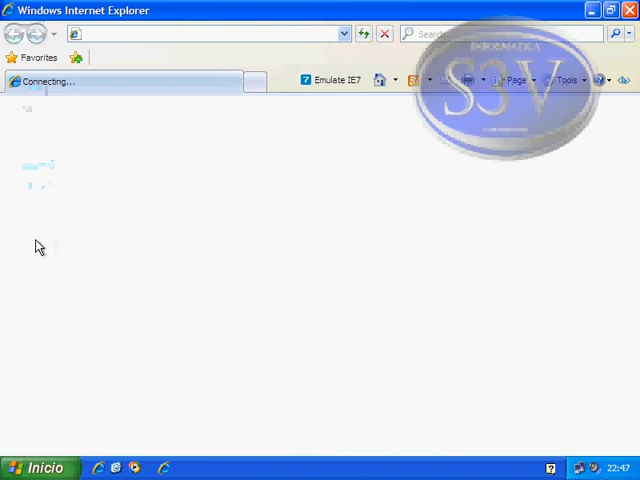 Windows Internet Explorer
Search
Favorites
Connecting...
Emulate IE7
Page
Tools
INFORMATICA
S3V
Inicio
22:47